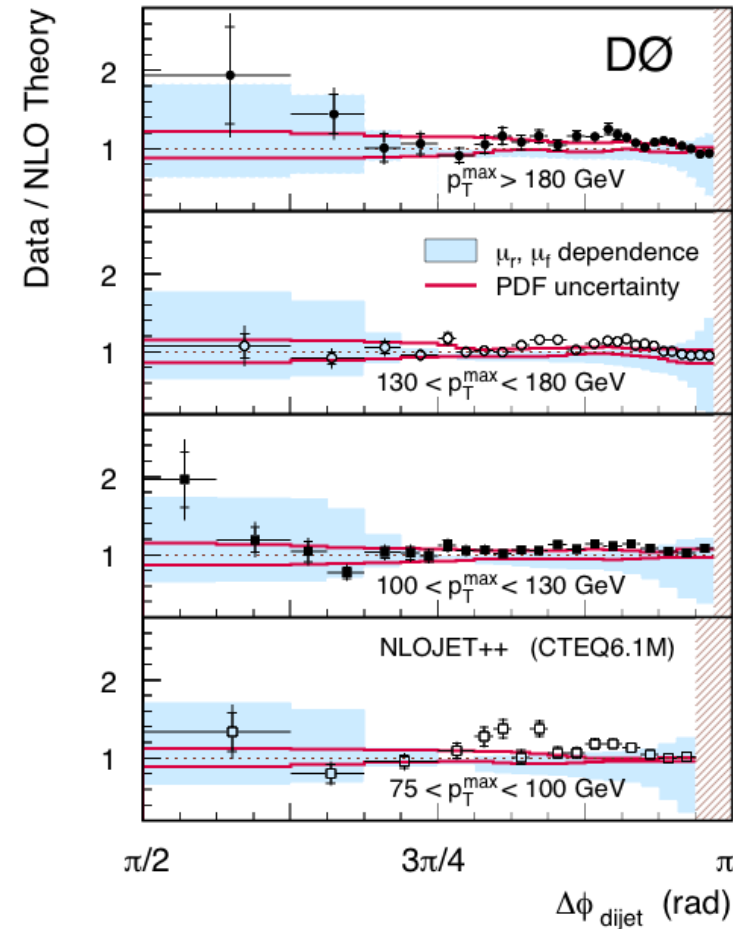 Data / NLO Theory
DØ
2
1
p_T^max > 180 GeV
2
1
μ_r, μ_f dependence
PDF uncertainty
130 < p_T^max < 180 GeV
2
1
100 < p_T^max < 130 GeV
NLOJET++ (CTEQ6.1M)
2
1
75 < p_T^max < 100 GeV
π/2 3π/4 π
Δϕ dijet (rad)